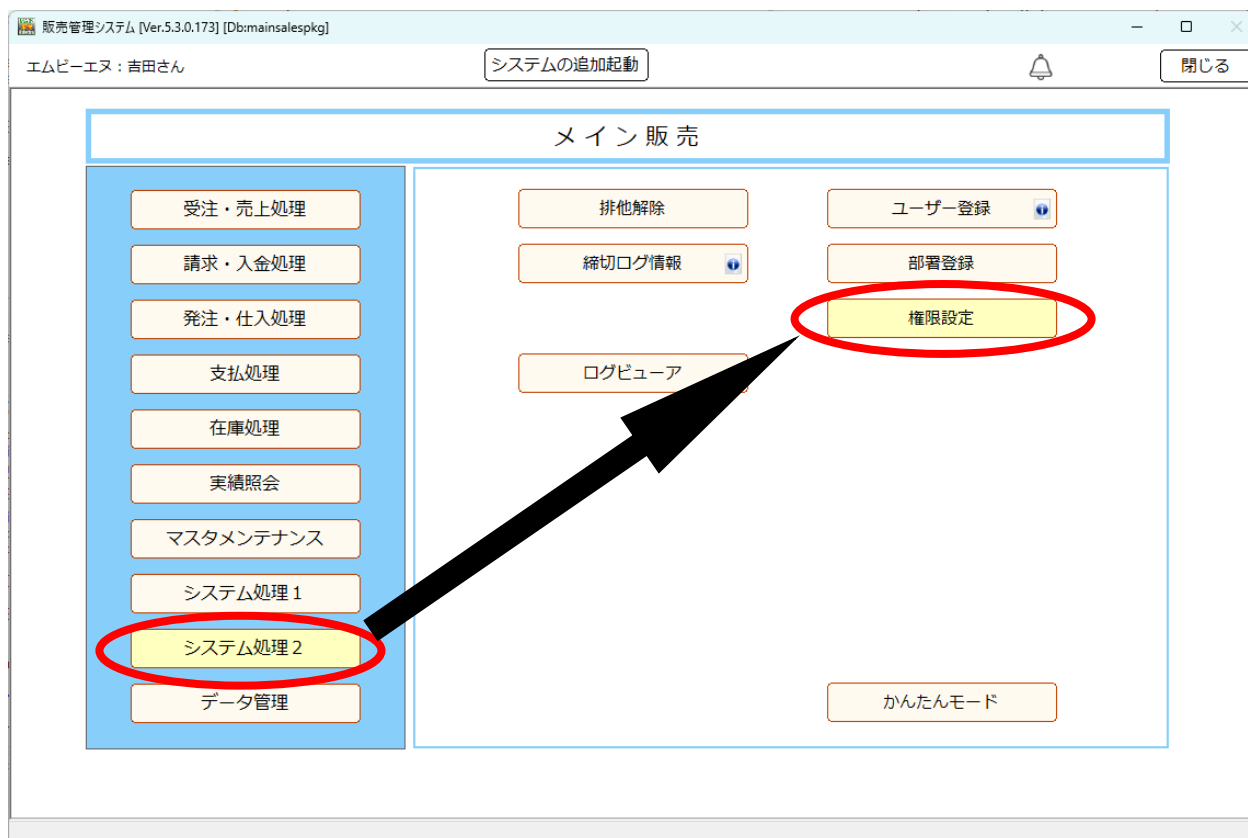 販売管理システム [Ver.5.3.0.173] [Db:mainsalespkg]
エムビーエヌ：吉田さん
システムの追加起動
閉じる
メイン販売
受注・売上処理
請求・入金処理
発注・仕入処理
支払処理
在庫処理
実績照会
マスタメンテナンス
システム処理１
システム処理２
データ管理
排他解除
ユーザー登録
締切ログ情報
部署登録
権限設定
ログビューア
かんたんモード